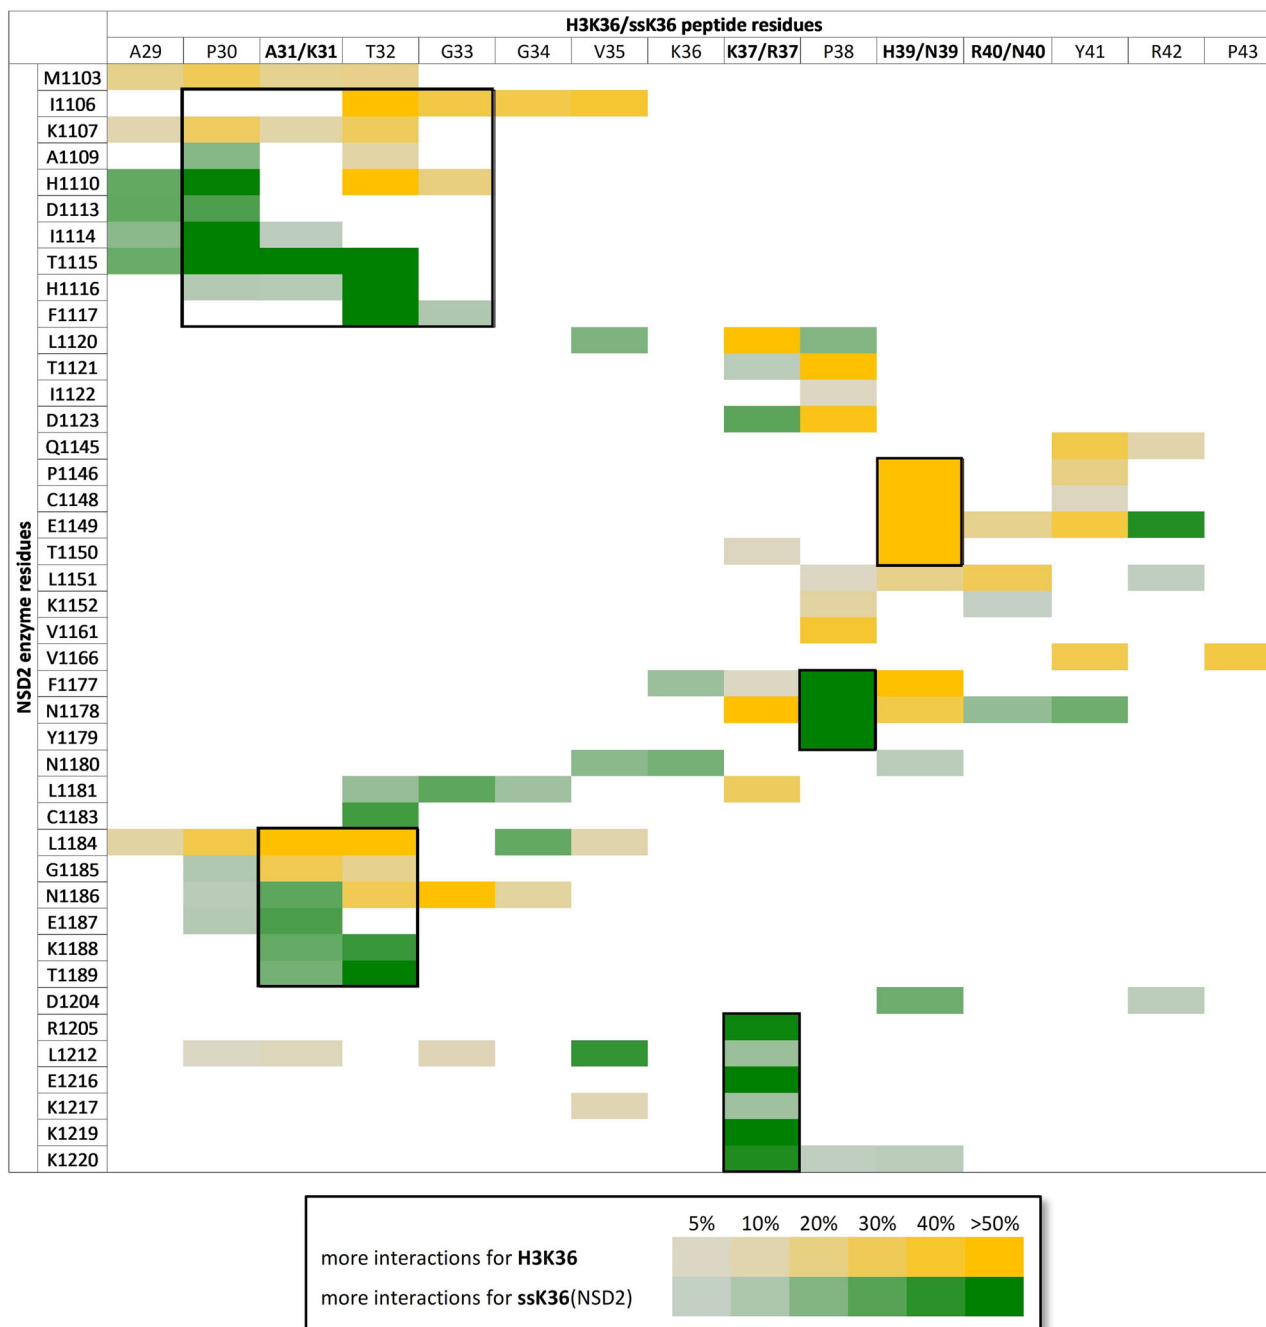 H3K36/ssK36 peptide residues
A29 P30 A31/K31 T32 G33 G34 V35 K36 K37/R37 P38 H39/N39 R40/N40 Y41 R42 P43
NSD2 enzyme residues
M1103
I1106
K1107
A1109
H1110
D1113
I1114
T1115
H1116
F1117
L1120
T1121
I1122
D1123
Q1145
P1146
C1148
E1149
T1150
L1151
K1152
V1161
V1166
F1177
N1178
Y1179
N1180
L1181
C1183
L1184
G1185
N1186
E1187
K1188
T1189
D1204
R1205
L1212
E1216
K1217
K1219
K1220
5% 10% 20% 30% 40% >50%
more interactions for H3K36
more interactions for ssK36(NSD2)